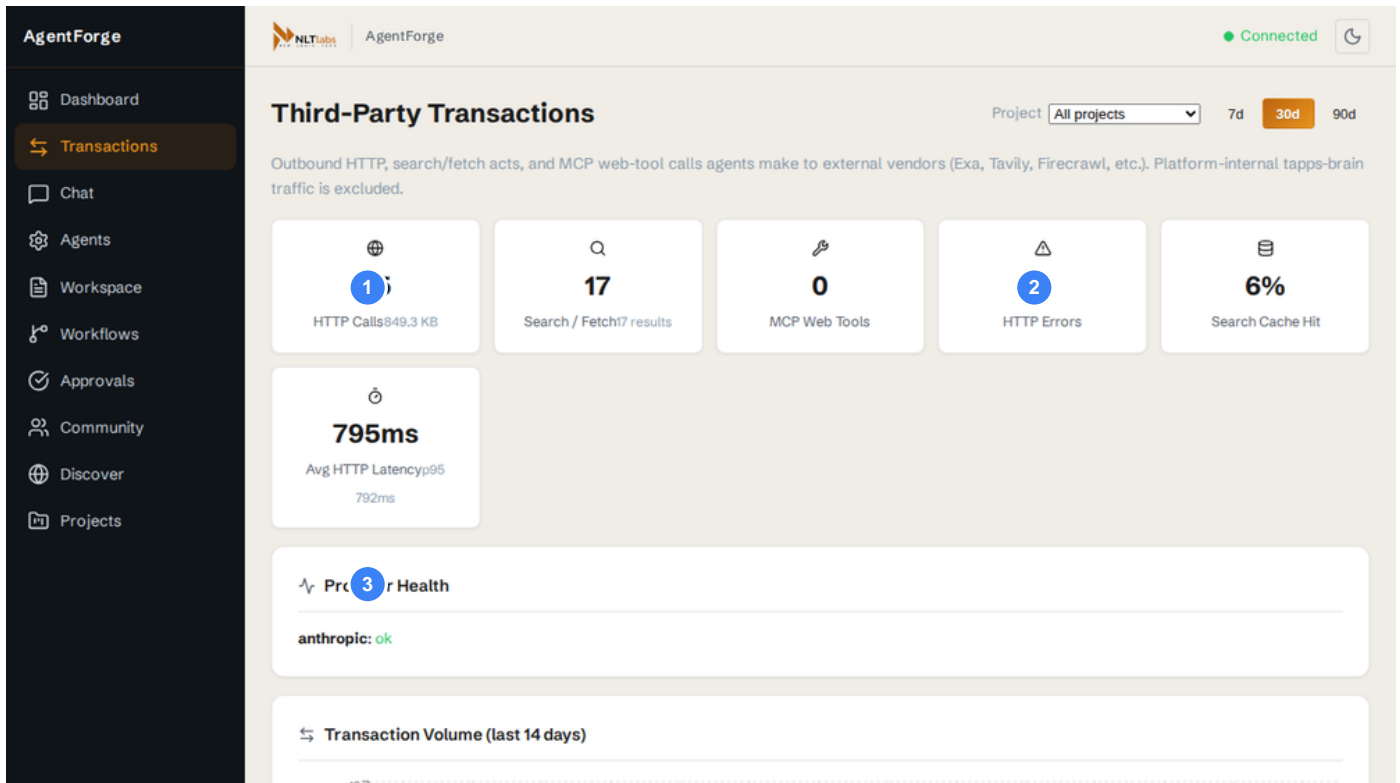 AgentForge
NLTlabs
AgentForge
Connected
Dashboard
Transactions
Chat
Agents
Workspace
Workflows
Approvals
Community
Discover
Projects
Third-Party Transactions
Project All projects 7d 30d 90d
Outbound HTTP, search/fetch acts, and MCP web-tool calls agents make to external vendors (Exa, Tavily, Firecrawl, etc.). Platform-internal tapps-brain
traffic is excluded.
1
HTTP Calls849.3 KB
17
Search / Fetch17 results
0
MCP Web Tools
2
HTTP Errors
6%
Search Cache Hit
795ms
Avg HTTP Latencyp95
792ms
3
Health
anthropic: ok
Transaction Volume (last 14 days)